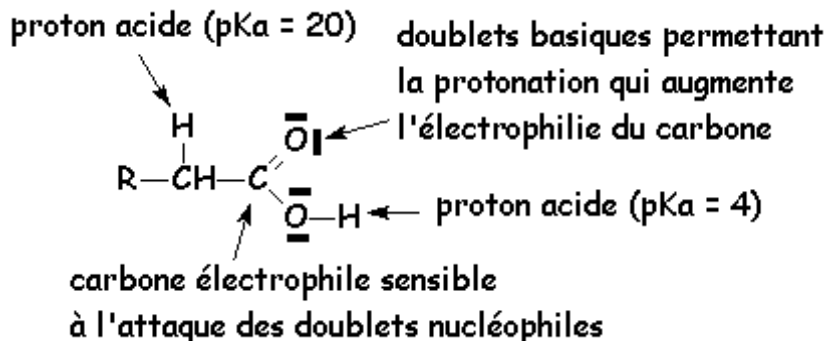 proton acide (pKa = 20)
doublets basiques permettant
la protonation qui augmente
l'électrophilie du carbone
H
O
R—CH—C
O—H
proton acide (pKa = 4)
carbone électrophile sensible
à l'attaque des doublets nucléophiles